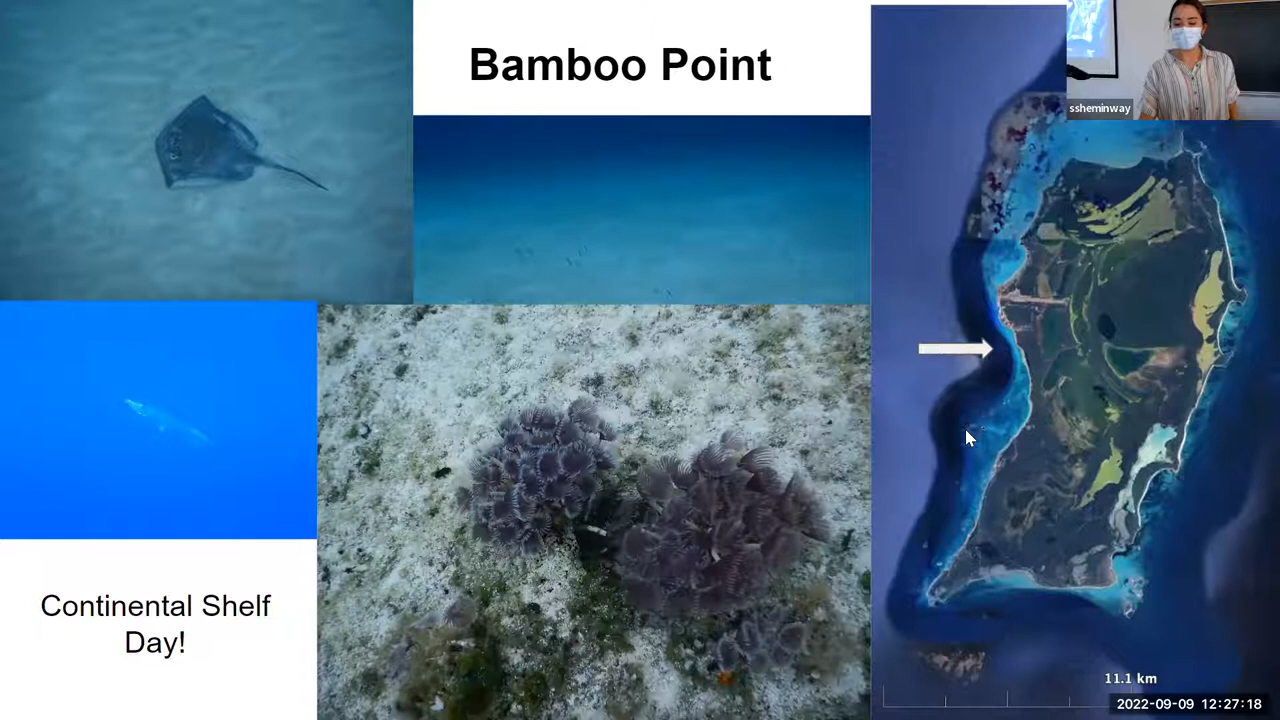 Bamboo Point
ssheminway
Continental Shelf
Day!
11.1 km
2022-09-09 12:27:18